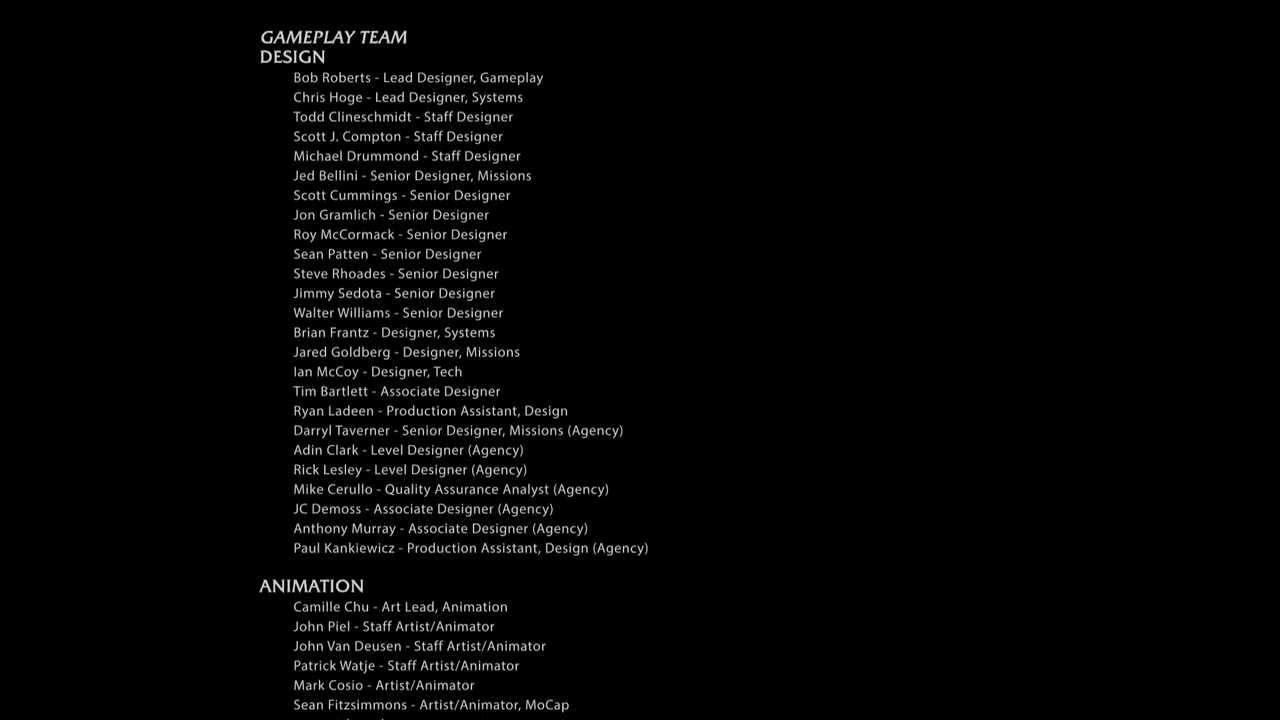 GAMEPLAY TEAM
DESIGN
Bob Roberts - Lead Designer, Gameplay
Chris Hoge - Lead Designer, Systems
Todd Clineschmidt - Staff Designer
Scott J. Compton - Staff Designer
Michael Drummond - Staff Designer
Jed Bellini - Senior Designer, Missions
Scott Cummings - Senior Designer
Jon Gramlich - Senior Designer
Roy McCormack - Senior Designer
Sean Patten - Senior Designer
Steve Rhoades - Senior Designer
Jimmy Sedota - Senior Designer
Walter Williams - Senior Designer
Brian Frantz - Designer, Systems
Jared Goldberg - Designer, Missions
Ian McCoy - Designer, Tech
Tim Bartlett - Associate Designer
Ryan Ladeen - Production Assistant, Design
Darryl Taverner - Senior Designer, Missions (Agency)
Adin Clark - Level Designer (Agency)
Rick Lesley - Level Designer (Agency)
Mike Cerullo - Quality Assurance Analyst (Agency)
JC Demoss - Associate Designer (Agency)
Anthony Murray - Associate Designer (Agency)
Paul Kankiewicz - Production Assistant, Design (Agency)
ANIMATION
Camille Chu - Art Lead, Animation
John Piel - Staff Artist/Animator
John Van Deusen - Staff Artist/Animator
Patrick Watje - Staff Artist/Animator
Mark Cosio - Artist/Animator
Sean Fitzsimmons - Artist/Animator, MoCap